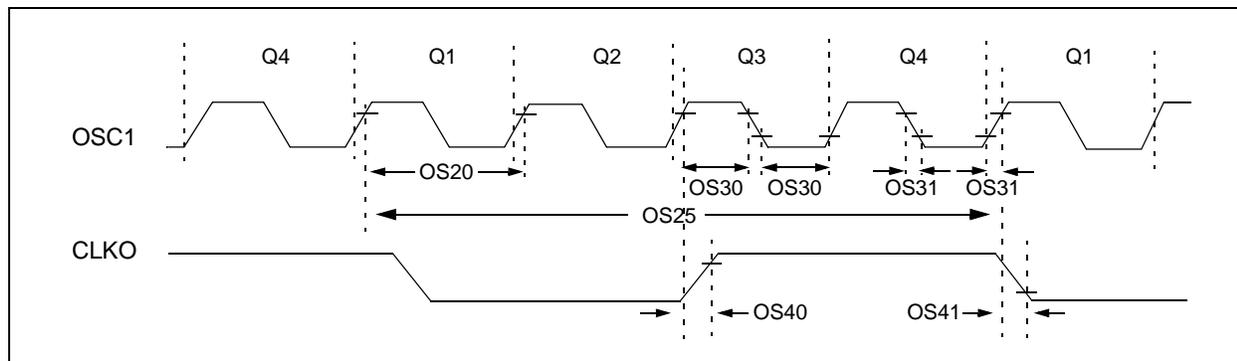 Q4 Q1 Q2 Q3 Q4 Q1
OSC1
OS20
OS30 OS30 OS31 OS31
OS25
CLKO
OS40 OS41